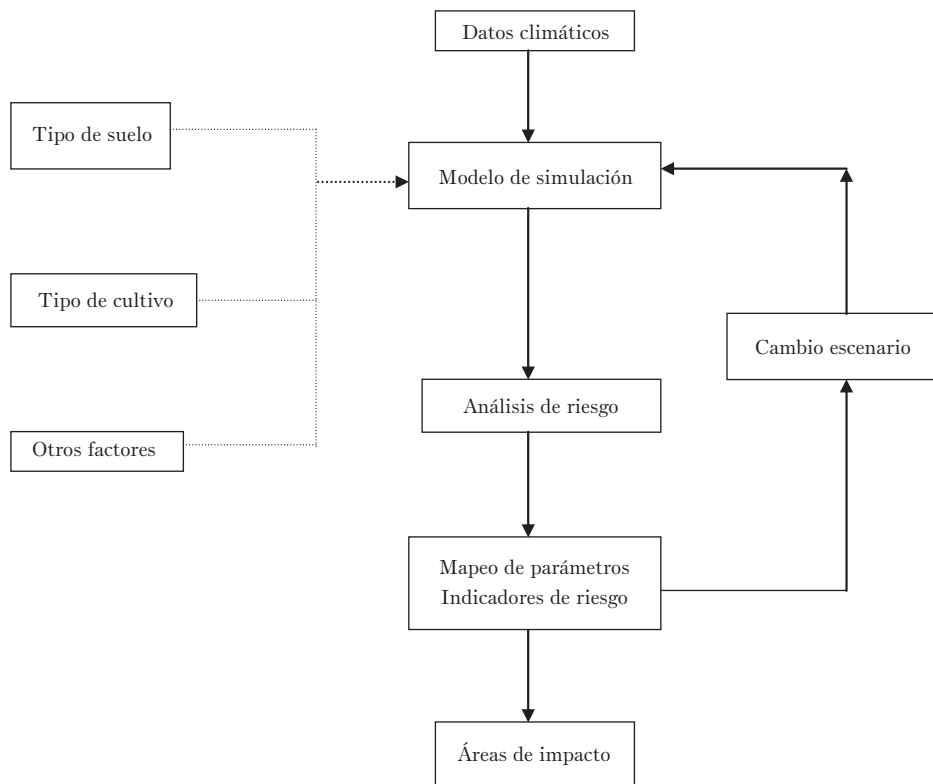 Datos climáticos
Tipo de suelo
Modelo de simulación
Tipo de cultivo
Cambio escenario
Análisis de riesgo
Otros factores
Mapeo de parámetros
Indicadores de riesgo
Áreas de impacto